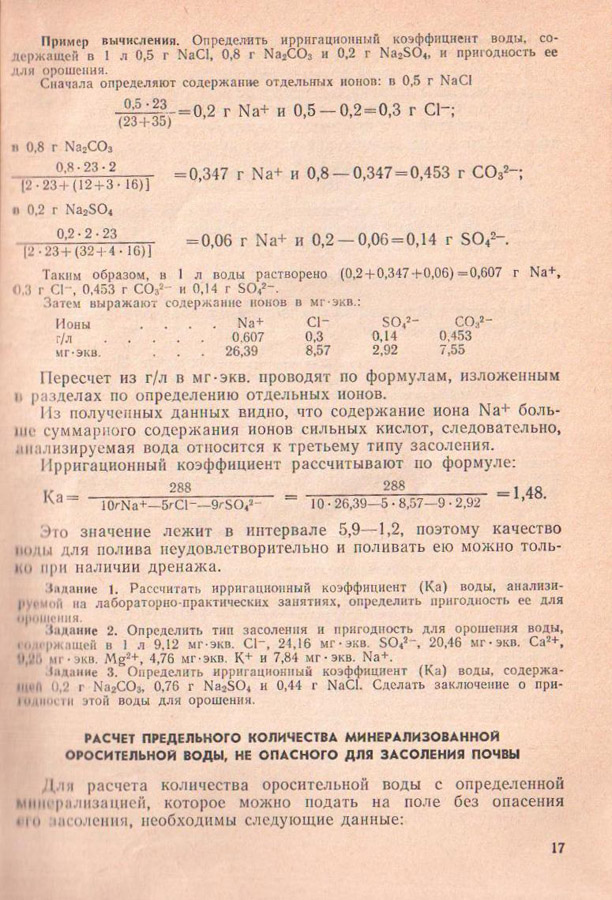 Пример вычисления. Определить ирригационный коэффициент воды, со-
держащей в 1 л 0,5 г NaCl, 0,8 г Na₂CO₃ и 0,2 г Na₂SO₄, и пригодность ее
для орошения.
Сначала определяют содержание отдельных ионов: в 0,5 г NaCl
0,5·23 / (23+35) = 0,2 г Na+ и 0,5—0,2=0,3 г Cl−;
в 0,8 г Na₂CO₃
0,8·23·2 / [2·23+(12+3·16)] =0,347 г Na+ и 0,8—0,347=0,453 г CO₃²−;
в 0,2 г Na₂SO₄
0,2·2·23 / [2·23+(32+4·16)] =0,06 г Na+ и 0,2—0,06=0,14 г SO₄²−.
Таким образом, в 1 л воды растворено (0,2+0,347+0,06)=0,607 г Na+,
0,3 г Cl−, 0,453 г CO₃²− и 0,14 г SO₄²−.
Затем выражают содержание ионов в мг·экв.:
Ионы . . . . Na+ Cl− SO₄²− CO₃²−
г/л . . . . . 0,607 0,3 0,14 0,453
мг·экв. . . . 26,39 8,57 2,92 7,55
Пересчет из г/л в мг·экв. проводят по формулам, изложенным
в разделах по определению отдельных ионов.
Из полученных данных видно, что содержание иона Na+ боль-
ше суммарного содержания ионов сильных кислот, следовательно,
анализируемая вода относится к третьему типу засоления.
Ирригационный коэффициент рассчитывают по формуле:
Ка= 288 / 10rNa+—5rCl−—9rSO₄²− = 288 / 10·26,39—5·8,57—9·2,92 =1,48.
Это значение лежит в интервале 5,9—1,2, поэтому качество
воды для полива неудовлетворительно и поливать ею можно толь-
ко при наличии дренажа.
Задание 1. Рассчитать ирригационный коэффициент (Ка) воды, анализи-
руемой на лабораторно-практических занятиях, определить пригодность ее для
орошения.
Задание 2. Определить тип засоления и пригодность для орошения воды,
содержащей в 1 л 9,12 мг·экв. Cl−, 24,16 мг·экв. SO₄²−, 20,46 мг·экв. Ca²+,
9,25 мг·экв. Mg²+, 4,76 мг·экв. K+ и 7,84 мг·экв. Na+.
Задание 3. Определить ирригационный коэффициент (Ка) воды, содержа-
щей 0,2 г Na₂CO₃, 0,76 г Na₂SO₄ и 0,44 г NaCl. Сделать заключение о при-
годности этой воды для орошения.
РАСЧЕТ ПРЕДЕЛЬНОГО КОЛИЧЕСТВА МИНЕРАЛИЗОВАННОЙ
ОРОСИТЕЛЬНОЙ ВОДЫ, НЕ ОПАСНОГО ДЛЯ ЗАСОЛЕНИЯ ПОЧВЫ
Для расчета количества оросительной воды с определенной
минерализацией, которое можно подать на поле без опасения
его засоления, необходимы следующие данные:
17